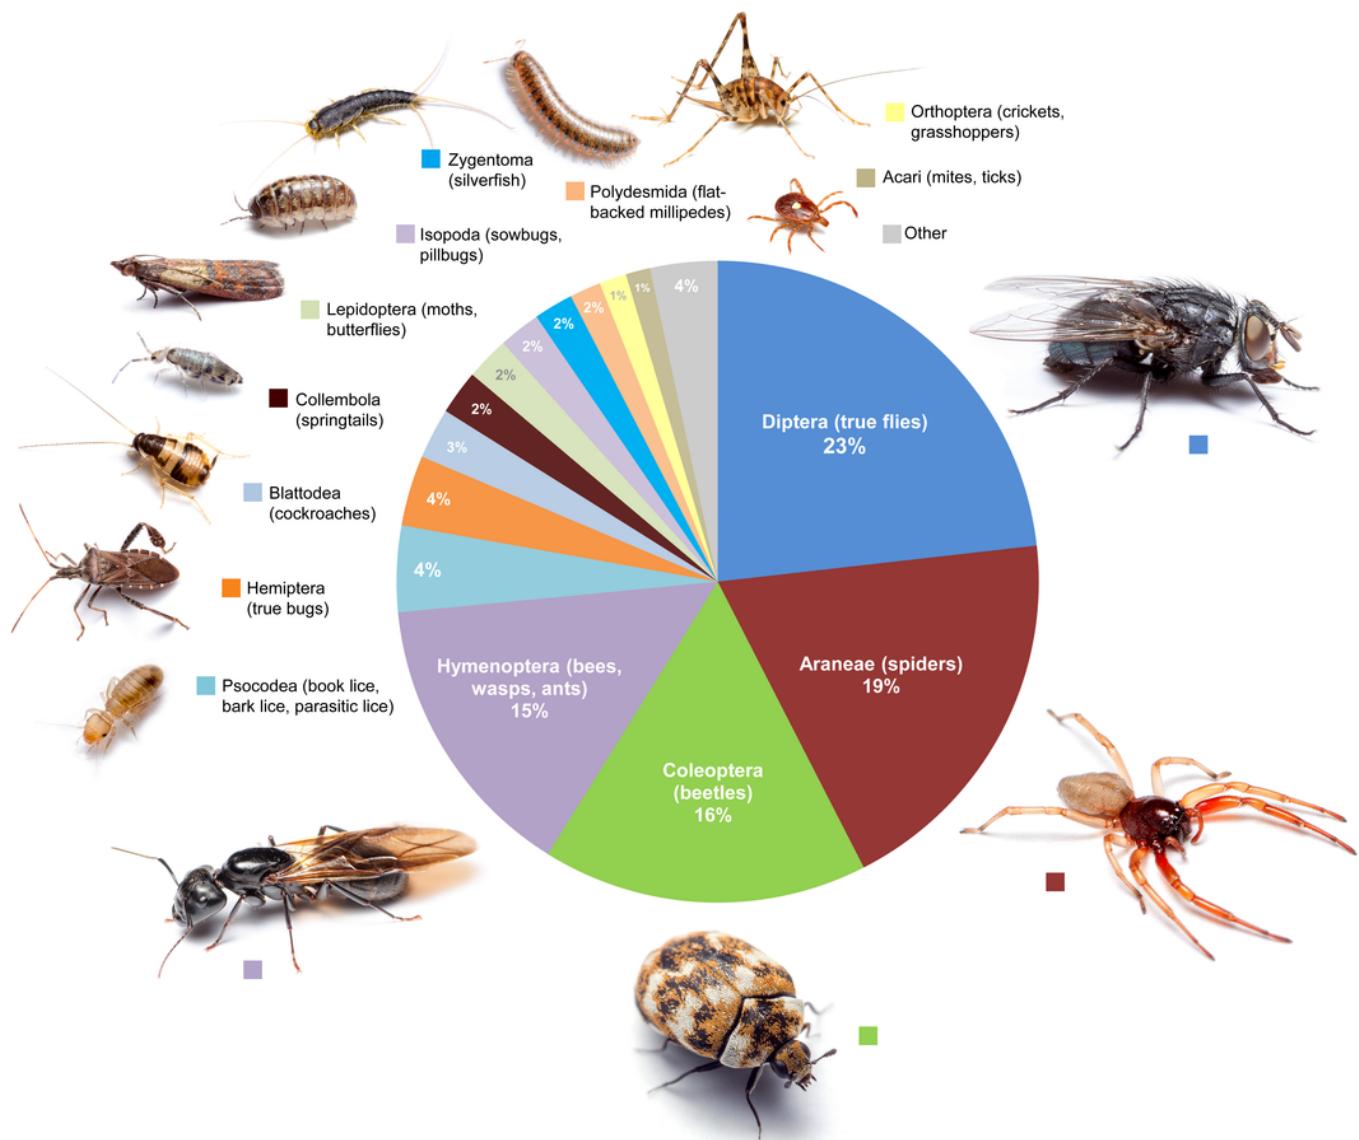 Orthoptera (crickets,
grasshoppers)
Zygentoma
(silverfish)
Acari (mites, ticks)
Polydesmida (flat-
backed millipedes)
Isopoda (sowbugs,
pillbugs)
Other
Lepidoptera (moths,
butterflies)
Collembola
(springtails)
Blattodea
(cockroaches)
Hemiptera
(true bugs)
Psocodea (book lice,
bark lice, parasitic lice)
4%
1%
1%
2%
2%
2%
2%
2%
3%
4%
4%
Diptera (true flies)
23%
Araneae (spiders)
19%
Hymenoptera (bees,
wasps, ants)
15%
Coleoptera
(beetles)
16%